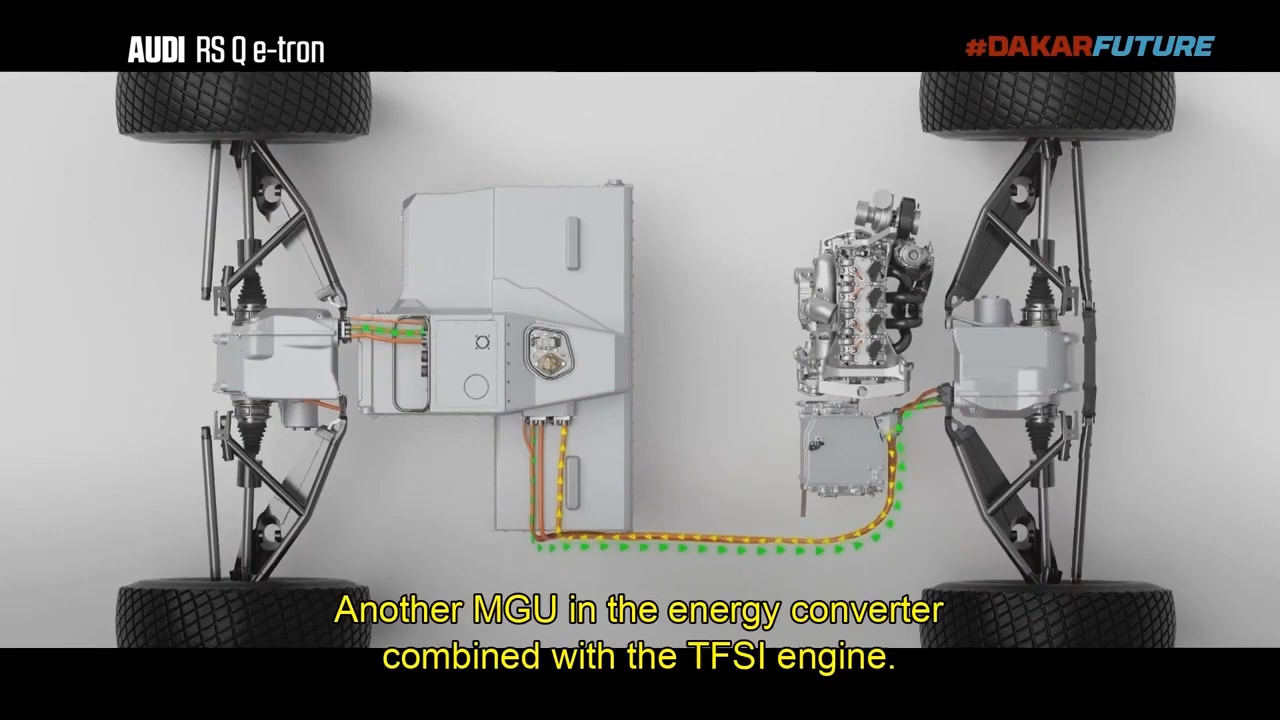 AUDI RS Q e-tron
#DAKARFUTURE
Another MGU in the energy converter
combined with the TFSI engine.